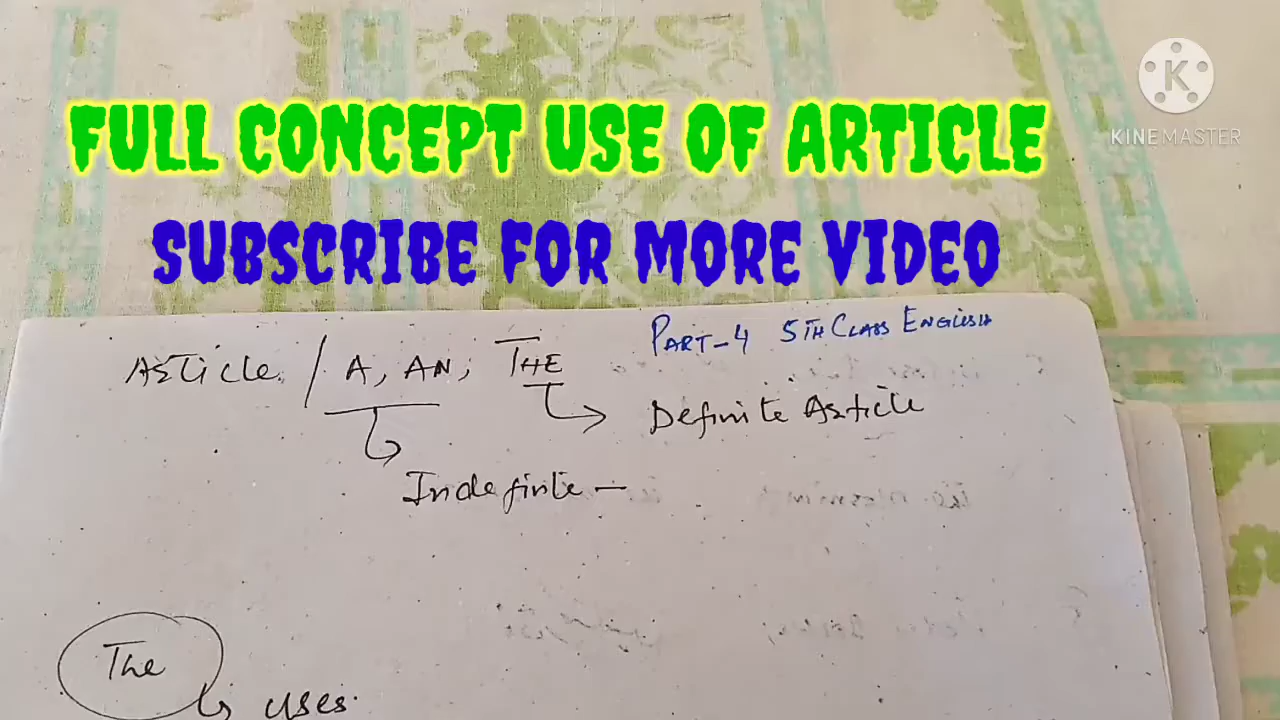 K
KINEMASTER
FULL CONCEPT USE OF ARTICLE
SUBSCRIBE FOR MORE VIDEO
PART-4 5TH CLASS ENGLISH
Article / A, AN, THE
Definite Article
Indefinite —
The
uses.